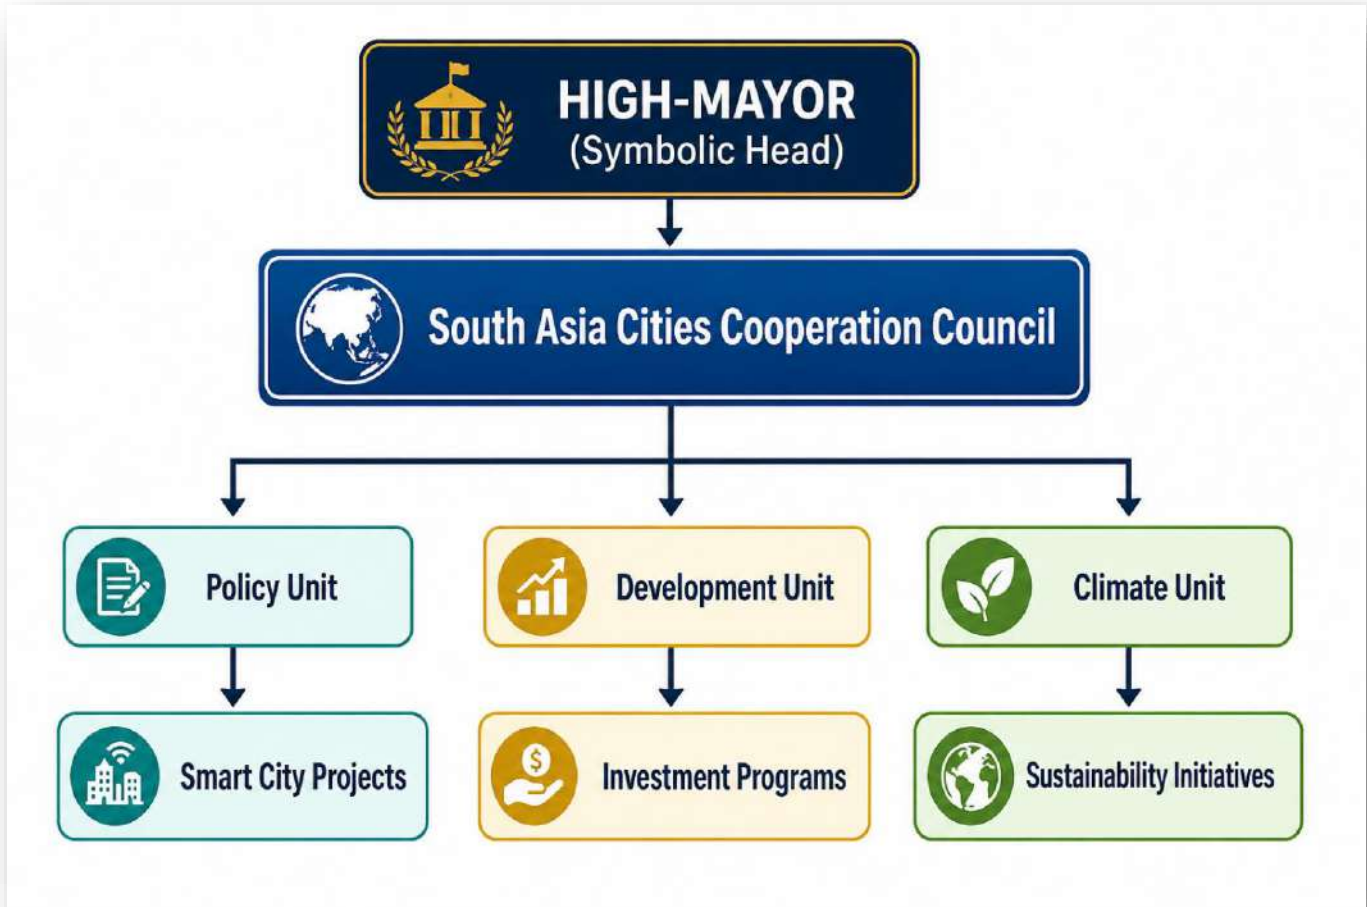 HIGH-MAYOR
(Symbolic Head)
South Asia Cities Cooperation Council
Policy Unit
Development Unit
Climate Unit
Smart City Projects
$
Investment Programs
Sustainability Initiatives